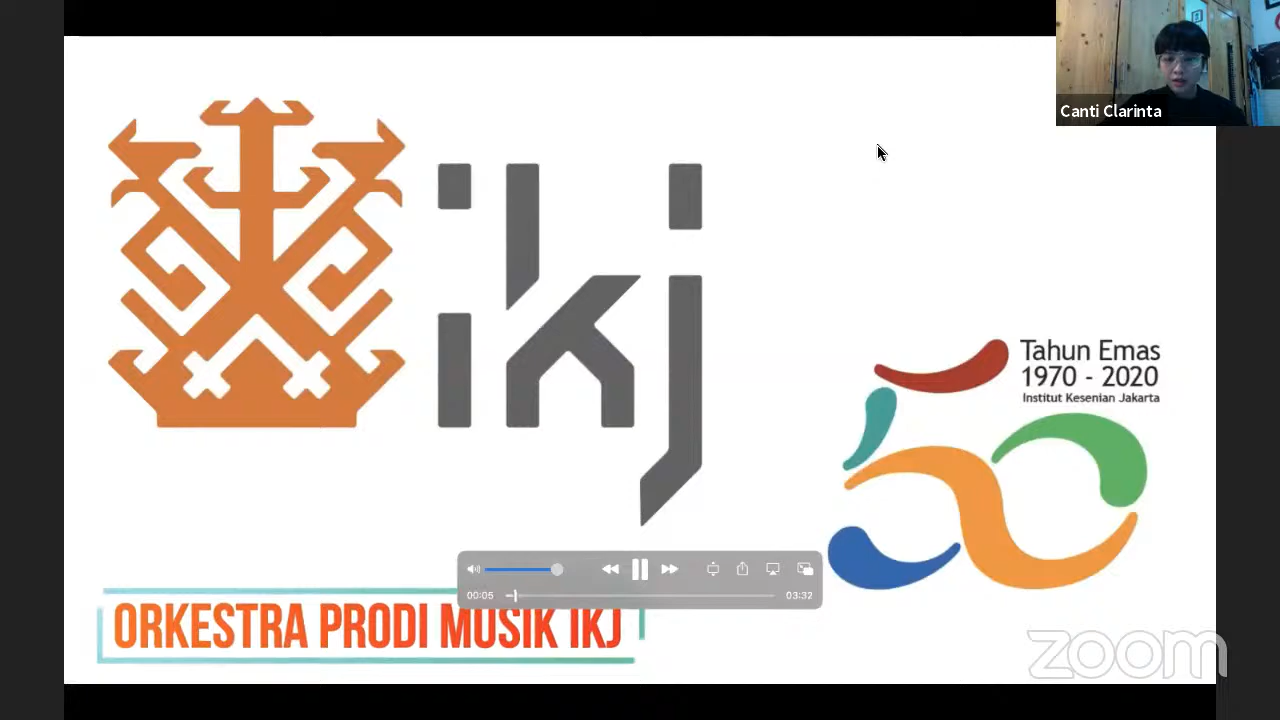 Canti Clarinta
ikj
Tahun Emas
1970 - 2020
Institut Kesenian Jakarta
50
00:05
03:32
ORKESTRA PRODI MUSIK IKJ
zoom